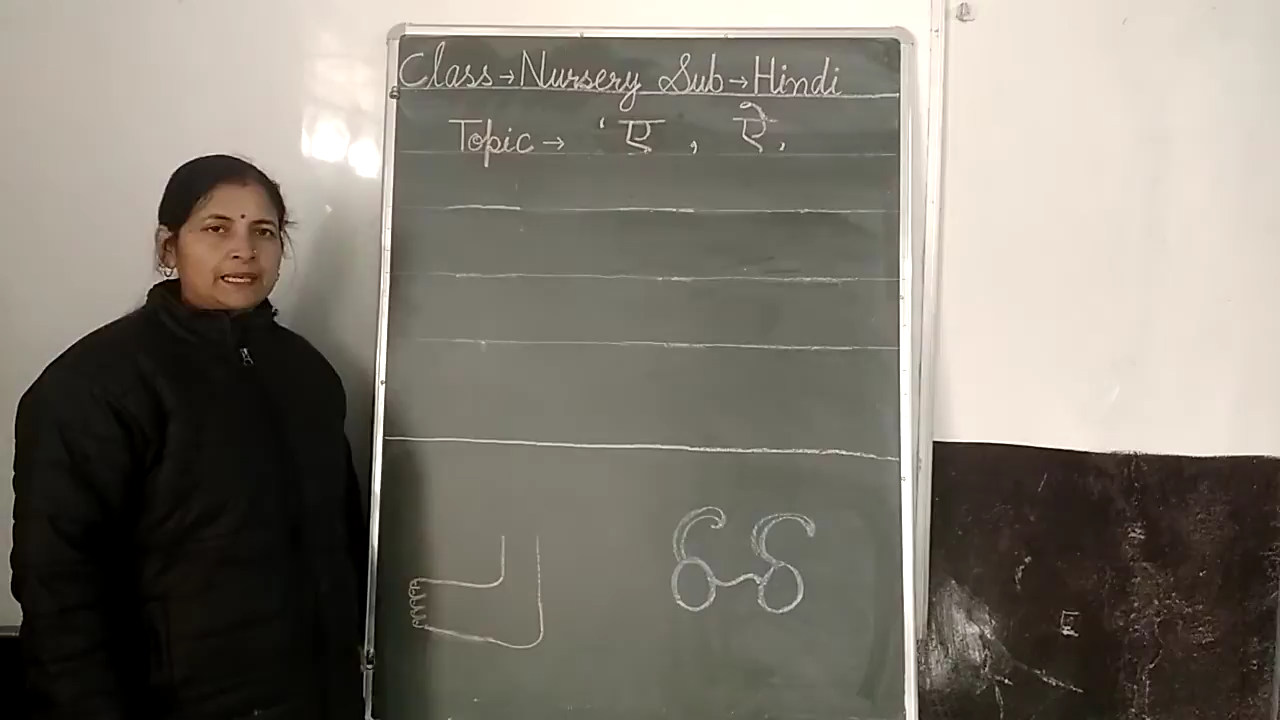 Class→Nursery Sub→Hindi
Topic → 'ए , ऐ,
ए